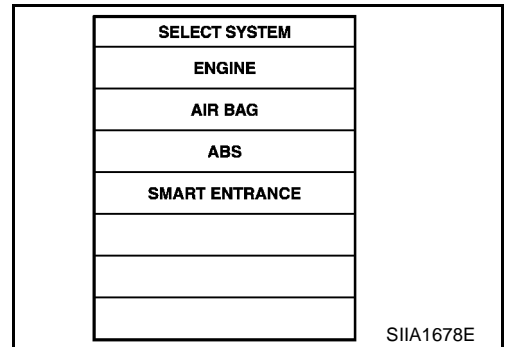 SELECT SYSTEM
ENGINE
AIR BAG
ABS
SMART ENTRANCE
SIIA1678E